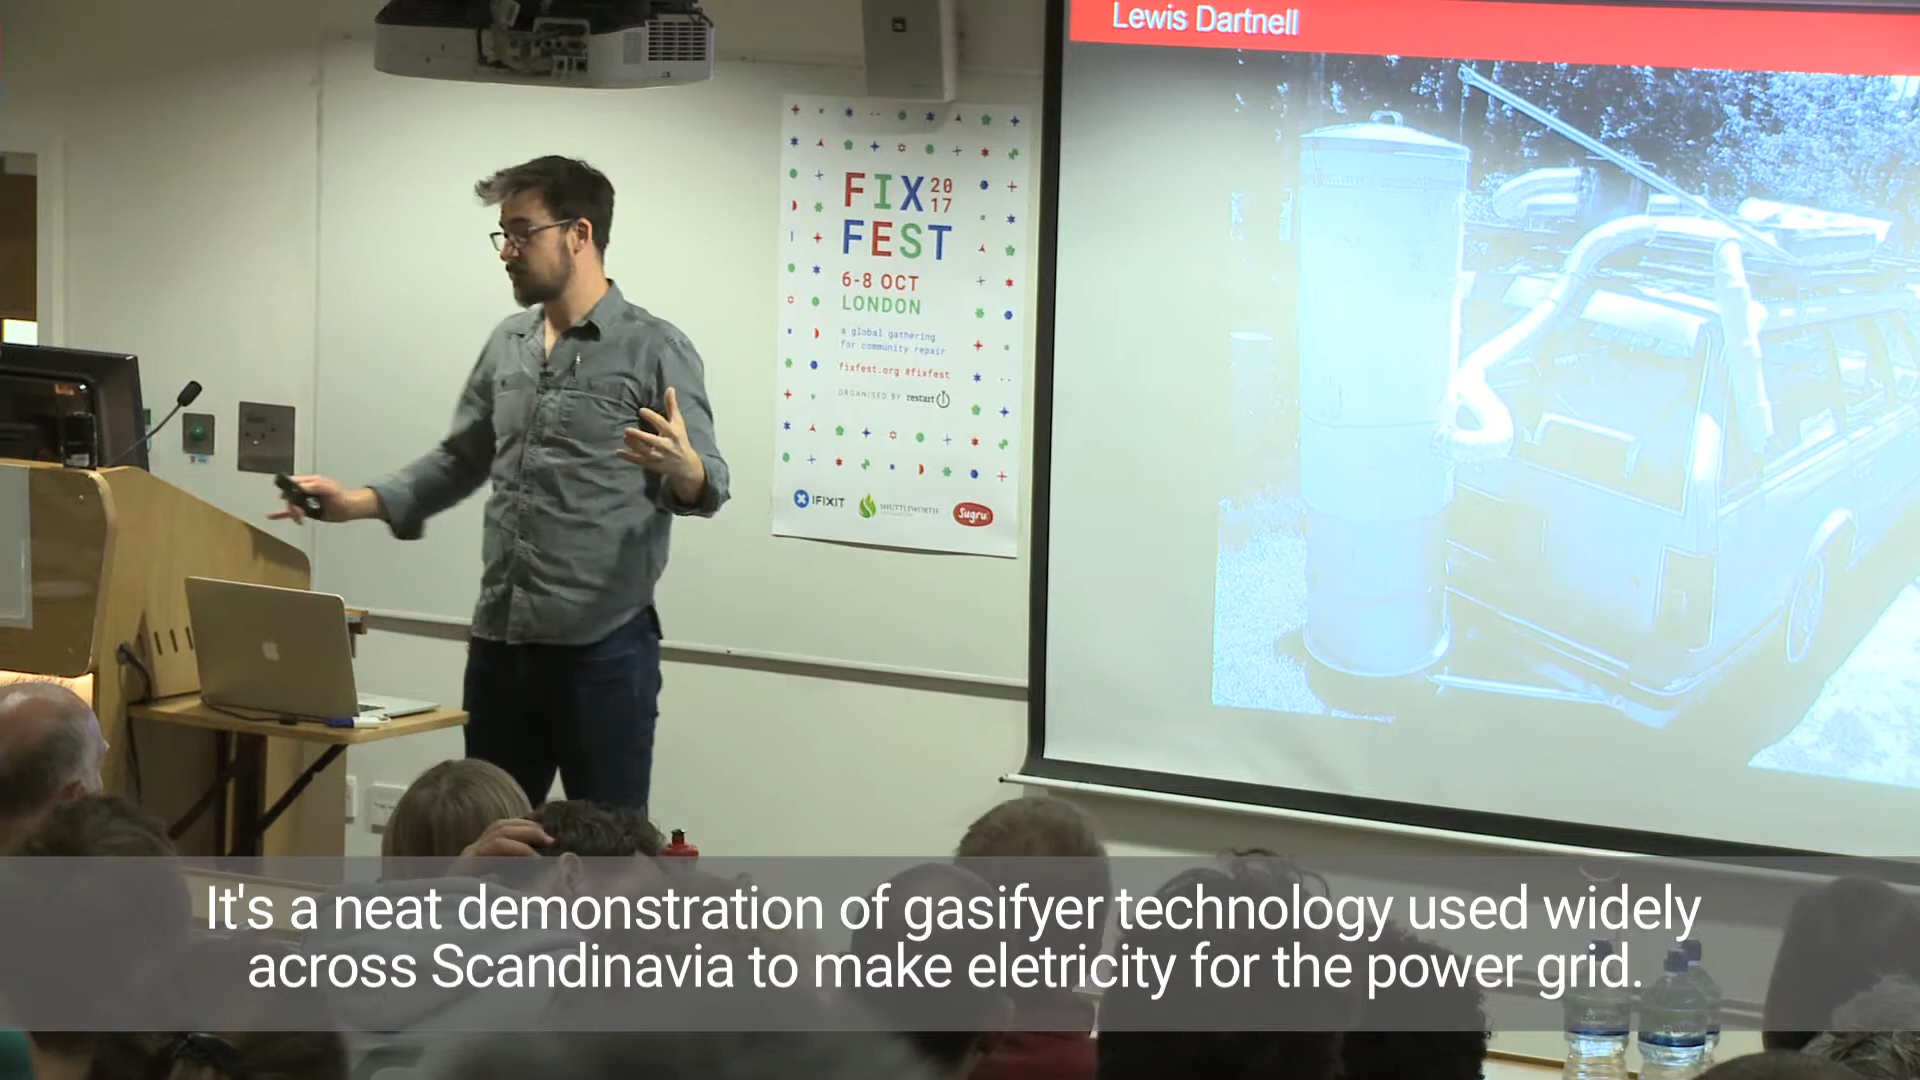 Lewis Dartnell
FIX 20
17
FEST
6-8 OCT
LONDON
a global gathering
for community repair
fixfest.org #fixfest
ORGANISED BY restart
IFIXIT
SHUTTLEWORTH
sugru
It's a neat demonstration of gasifyer technology used widely
across Scandinavia to make eletricity for the power grid.